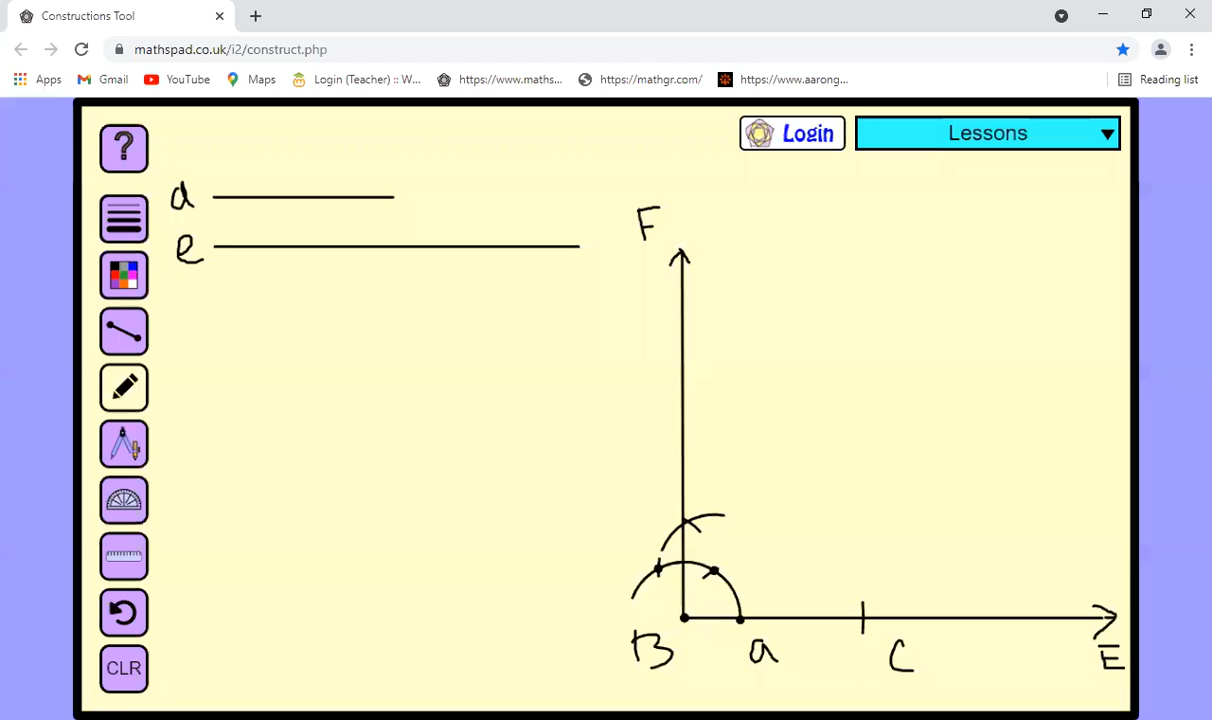 Constructions Tool
mathspad.co.uk/i2/construct.php
Apps
Gmail
YouTube
Maps
Login (Teacher) :: W...
https://www.maths...
https://mathgr.com/
https://www.aarong...
Reading list
?
Login
Lessons
a
e
F
B
a
C
E
CLR